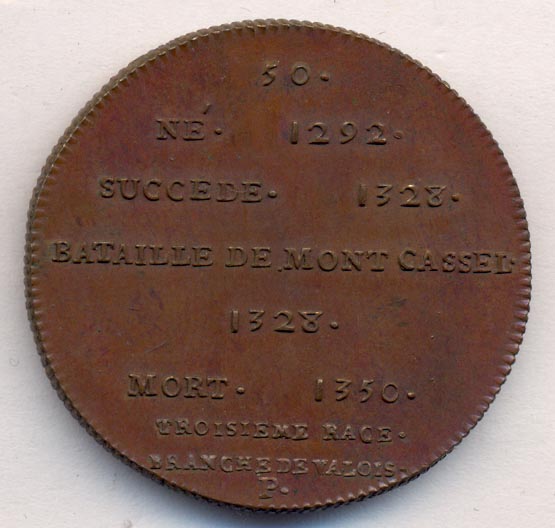 50.
NÉ. 1292.
SUCCEDE. 1328.
BATAILLE DE MONT CASSEL.
1328.
MORT. 1350.
TROISIEME RACE.
BRANCHE DE VALOIS.
P.